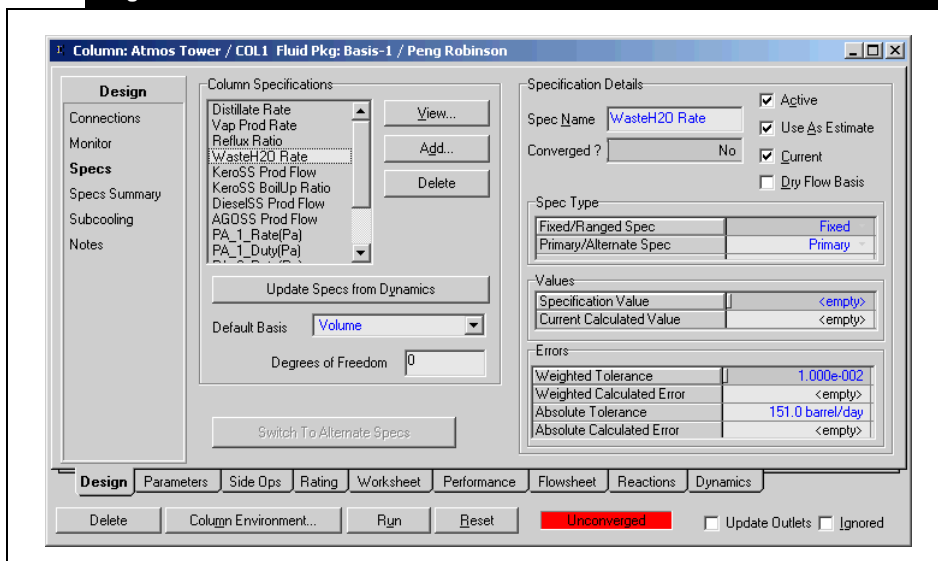 Column: Atmos Tower / COL1 Fluid Pkg: Basis-1 / Peng Robinson
Design
Connections
Monitor
Specs
Specs Summary
Subcooling
Notes
Column Specifications
Distillate Rate
Vap Prod Rate
Reflux Ratio
WasteH2O Rate
KeroSS Prod Flow
KeroSS BoilUp Ratio
DieselSS Prod Flow
AGOSS Prod Flow
PA_1_Rate(Pa)
PA_1_Duty(Pa)
View...
Add...
Delete
Update Specs from Dynamics
Default Basis Volume
Degrees of Freedom 0
Switch To Alternate Specs
Specification Details
Spec Name WasteH2O Rate
Converged ? No
Active
Use As Estimate
Current
Dry Flow Basis
Spec Type
Fixed/Ranged Spec Fixed
Primary/Alternate Spec Primary
Values
Specification Value <empty>
Current Calculated Value <empty>
Errors
Weighted Tolerance 1.000e-002
Weighted Calculated Error <empty>
Absolute Tolerance 151.0 barrel/day
Absolute Calculated Error <empty>
Design Parameters Side Ops Rating Worksheet Performance Flowsheet Reactions Dynamics
Delete Column Environment... Run Reset Unconverged Update Outlets Ignored